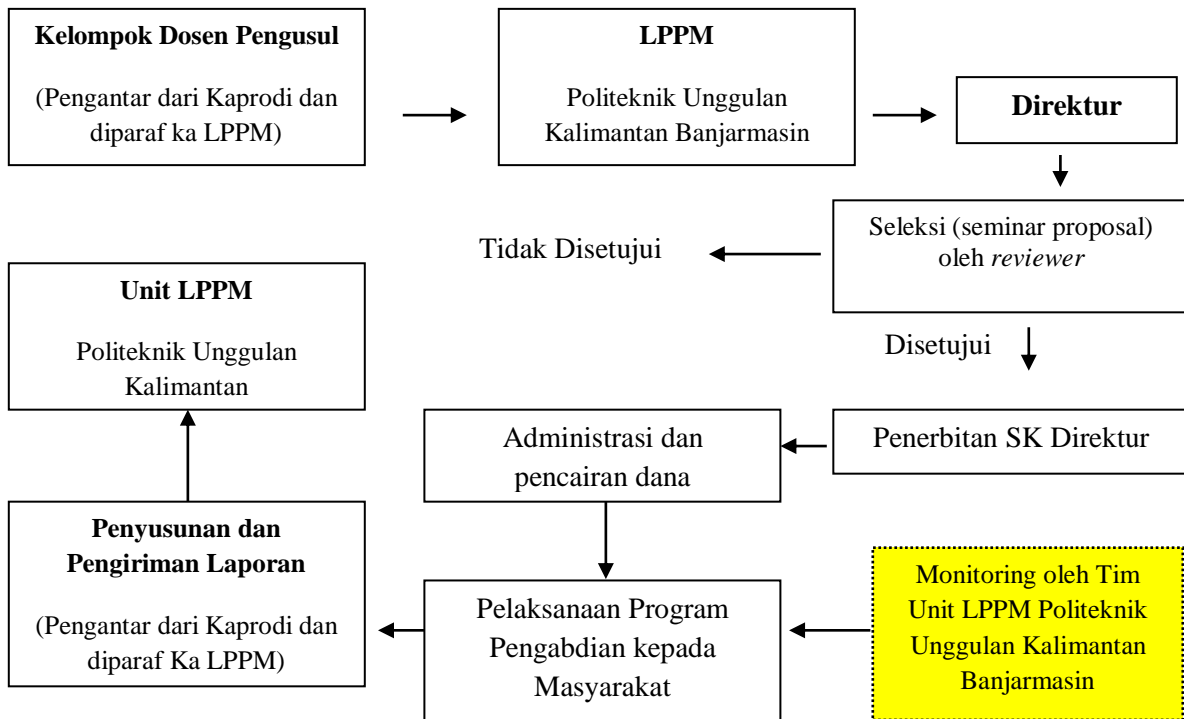 Kelompok Dosen Pengusul
(Pengantar dari Kaprodi dan
diparaf ka LPPM)
LPPM
Politeknik Unggulan
Kalimantan Banjarmasin
Direktur
Seleksi (seminar proposal)
oleh reviewer
Tidak Disetujui
Disetujui
Penerbitan SK Direktur
Administrasi dan
pencairan dana
Pelaksanaan Program
Pengabdian kepada
Masyarakat
Monitoring oleh Tim
Unit LPPM Politeknik
Unggulan Kalimantan
Banjarmasin
Penyusunan dan
Pengiriman Laporan
(Pengantar dari Kaprodi dan
diparaf Ka LPPM)
Unit LPPM
Politeknik Unggulan
Kalimantan